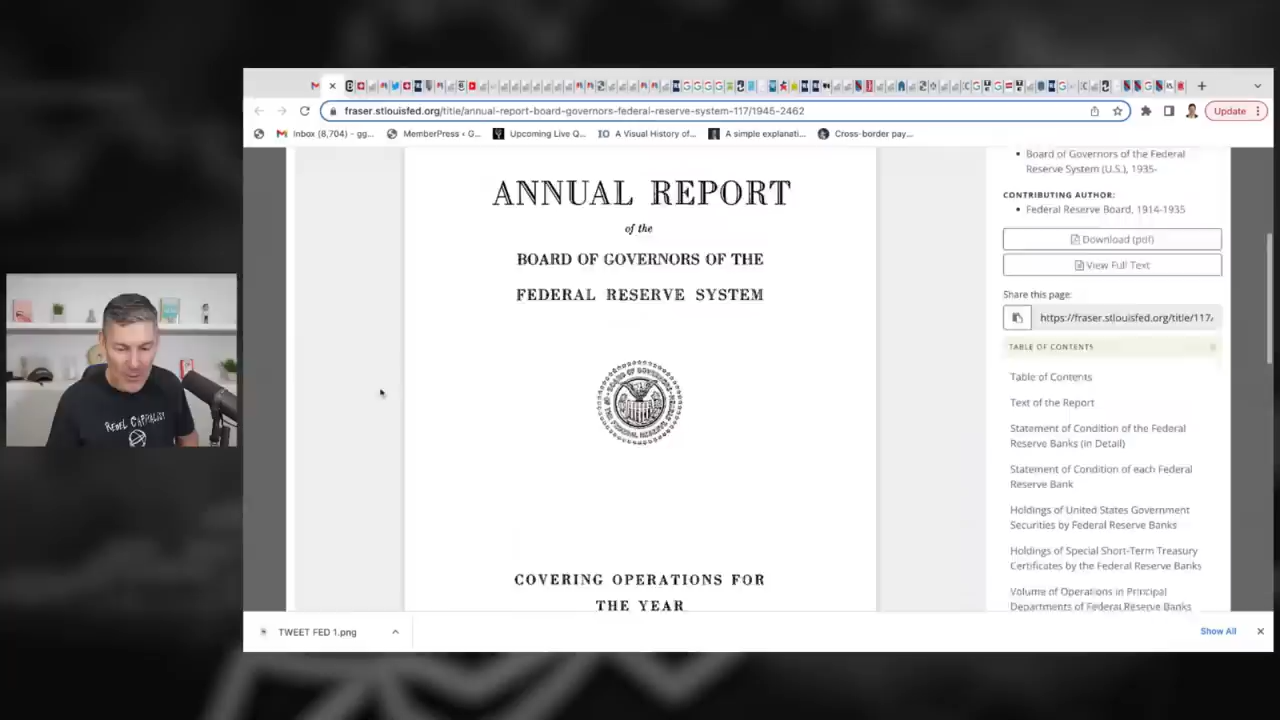 fraser.stlouisfed.org/title/annual-report-board-governors-federal-reserve-system-117/1945-2462
Update
Inbox (8,704) - gg...
MemberPress ‹ G...
Upcoming Live Q...
IO A Visual History of...
A simple explanati...
Cross-border pay...
ANNUAL REPORT
of the
BOARD OF GOVERNORS OF THE
FEDERAL RESERVE SYSTEM
COVERING OPERATIONS FOR
THE YEAR
Board of Governors of the Federal
Reserve System (U.S.), 1935-
CONTRIBUTING AUTHOR:
Federal Reserve Board, 1914-1935
Download (pdf)
View Full Text
Share this page:
https://fraser.stlouisfed.org/title/117/
TABLE OF CONTENTS
Table of Contents
Text of the Report
Statement of Condition of the Federal
Reserve Banks (in Detail)
Statement of Condition of each Federal
Reserve Bank
Holdings of United States Government
Securities by Federal Reserve Banks
Holdings of Special Short-Term Treasury
Certificates by the Federal Reserve Banks
Volume of Operations in Principal
Departments of Federal Reserve Banks
REBEL CAPITALIST
TWEET FED 1.png
Show All